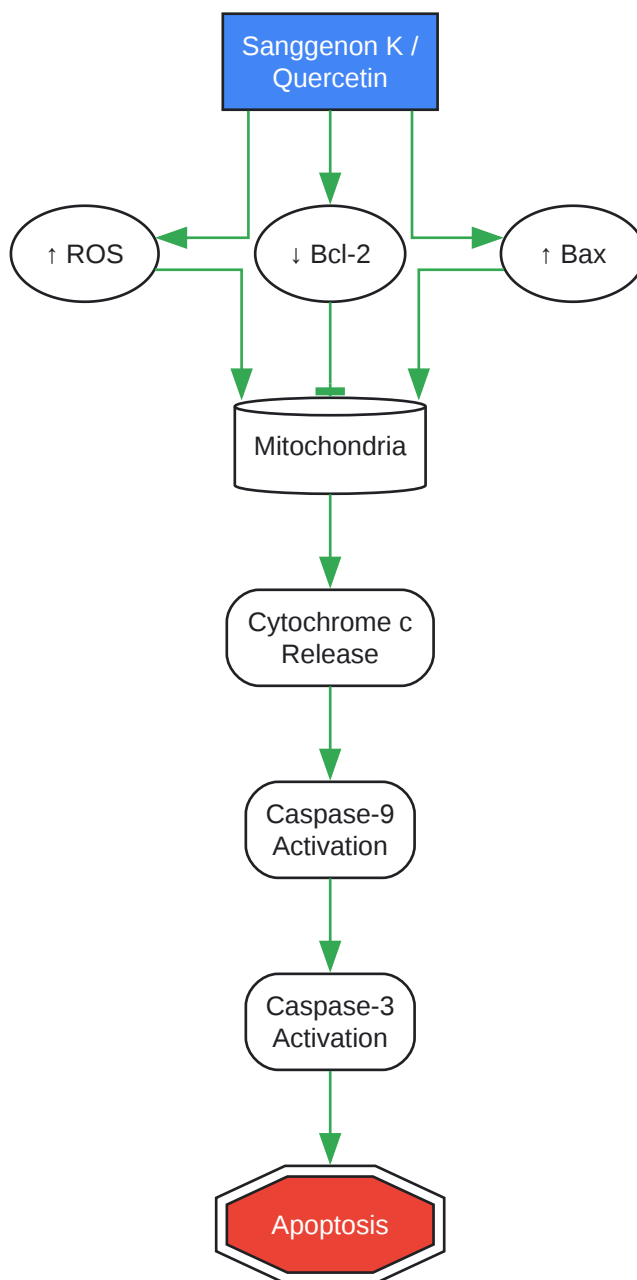 Sanggenon K /
Quercetin
↑ ROS
↓ Bcl-2
↑ Bax
Mitochondria
Cytochrome c
Release
Caspase-9
Activation
Caspase-3
Activation
Apoptosis